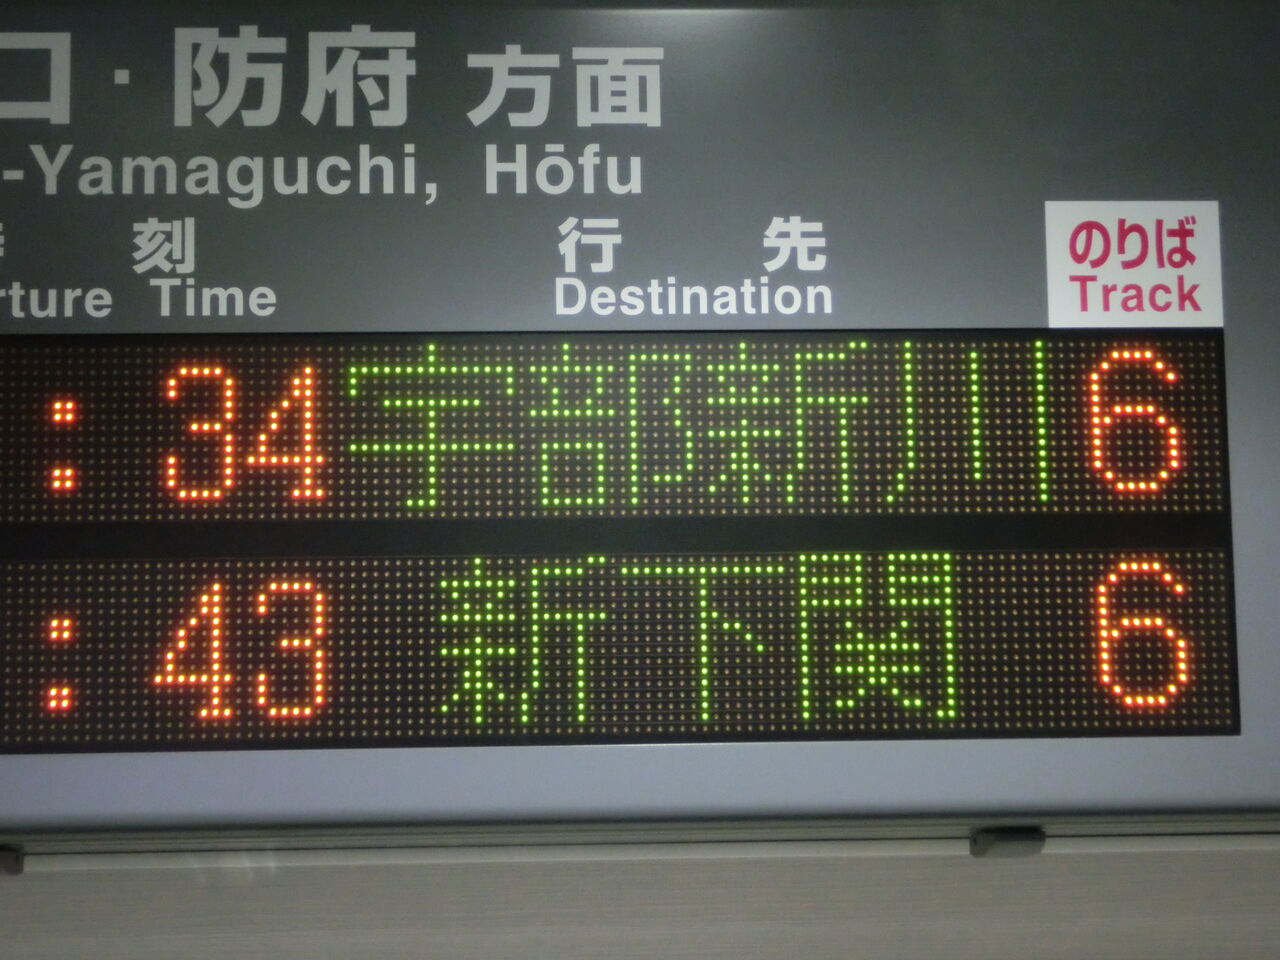 口・防府 方面
-Yamaguchi, Hōfu
刻 行先 のりば
Time Destination Track
:34 宇部新川 6
:43 新下関 6